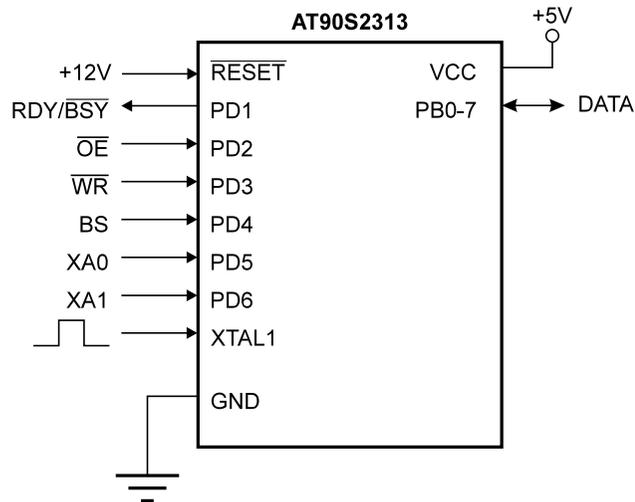 AT90S2313
+5V
+12V RESET VCC
RDY/BSY PD1 PB0-7 DATA
OE PD2
WR PD3
BS PD4
XA0 PD5
XA1 PD6
XTAL1
GND